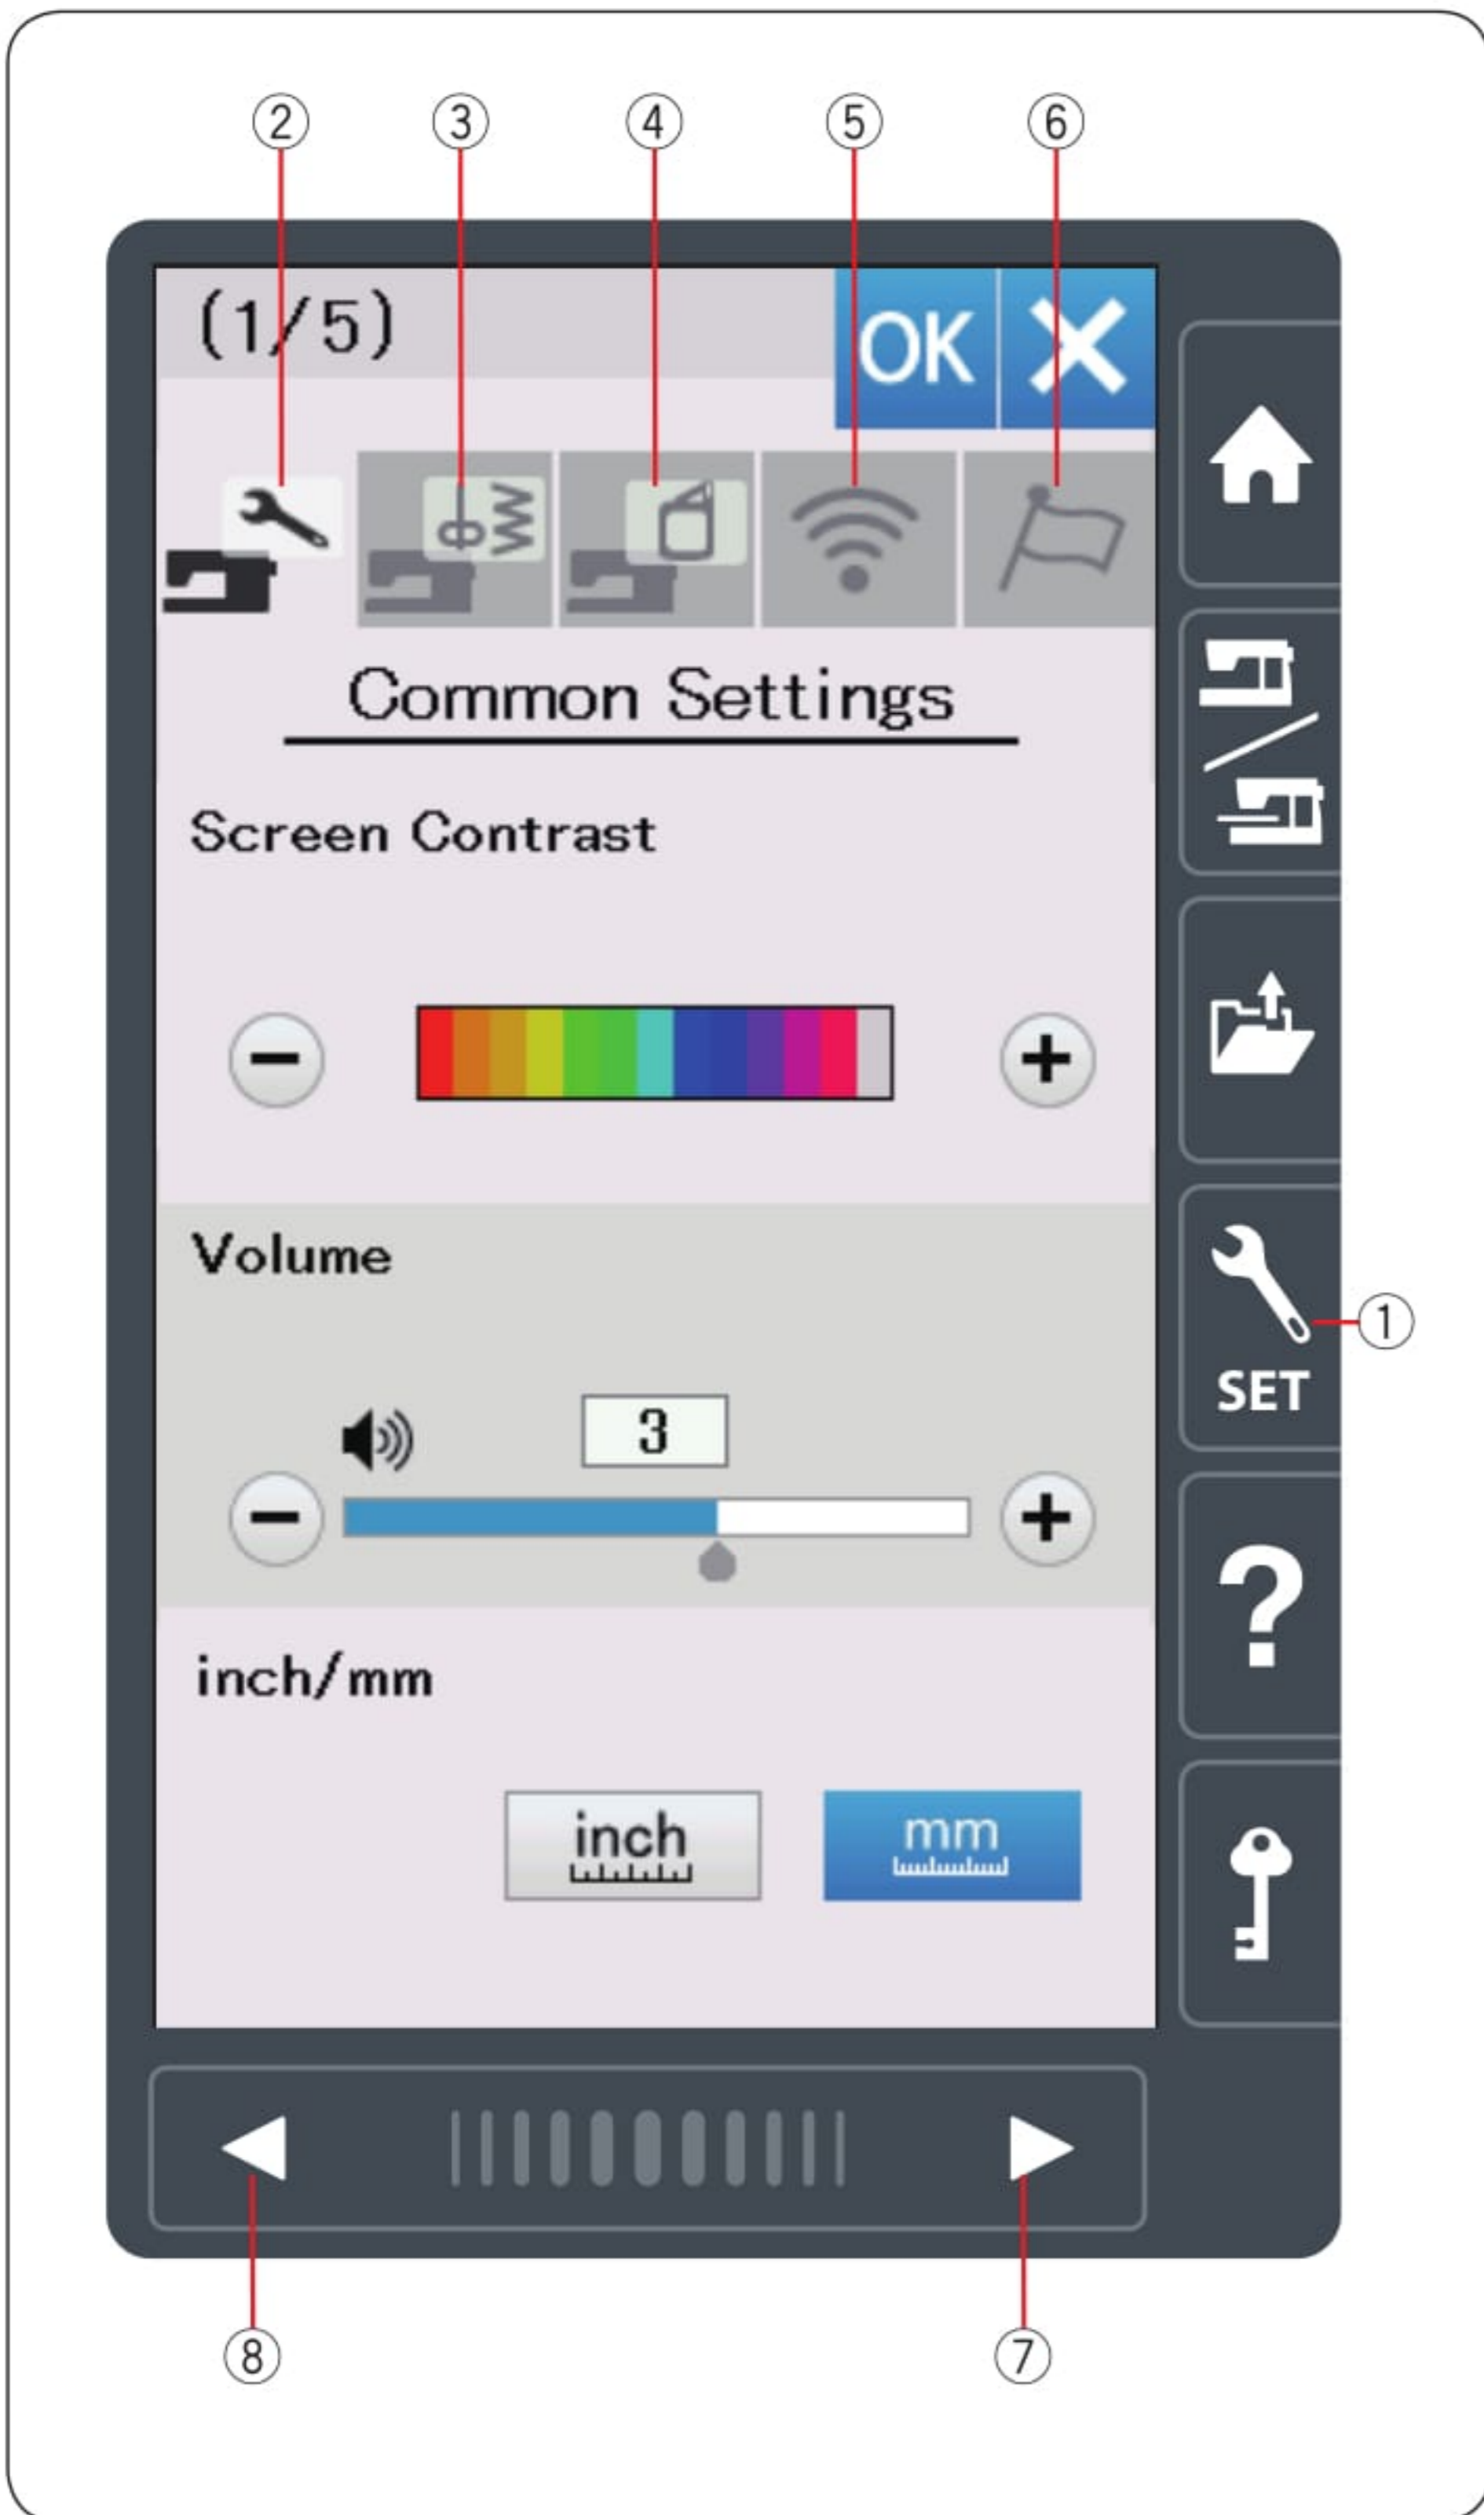 ② ③ ④ ⑤ ⑥
(1/5) OK
Common Settings
Screen Contrast
Volume
①
SET
3
inch/mm
inch mm
⑧ ⑦